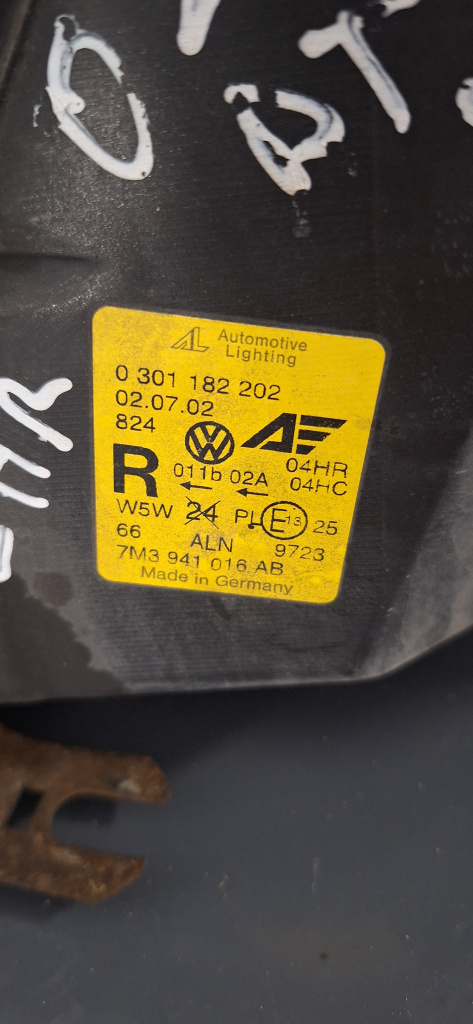 Automotive
Lighting
0 301 182 202
02.07.02
824
R 011b 02A 04HR
04HC
W5W 24 PL E13 25
66 ALN 9723
7M3 941 016 AB
Made in Germany